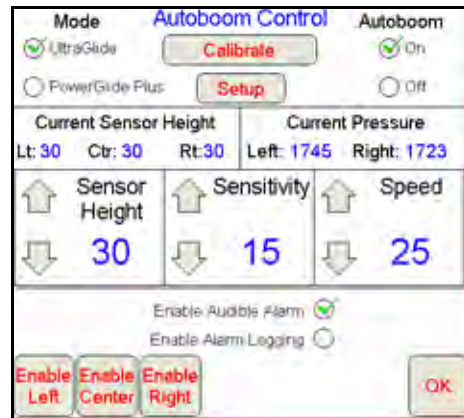 Mode Autoboom Control Autoboom
UltraGlide Calibrate On
PowerGlide Plus Setup Off
Current Sensor Height Current Pressure
Lt: 30 Ctr: 30 Rt:30 Left: 1745 Right: 1723
Sensor Height Sensitivity Speed
30 15 25
Enable Audible Alarm
Enable Alarm Logging
Enable Left Enable Center Enable Right OK